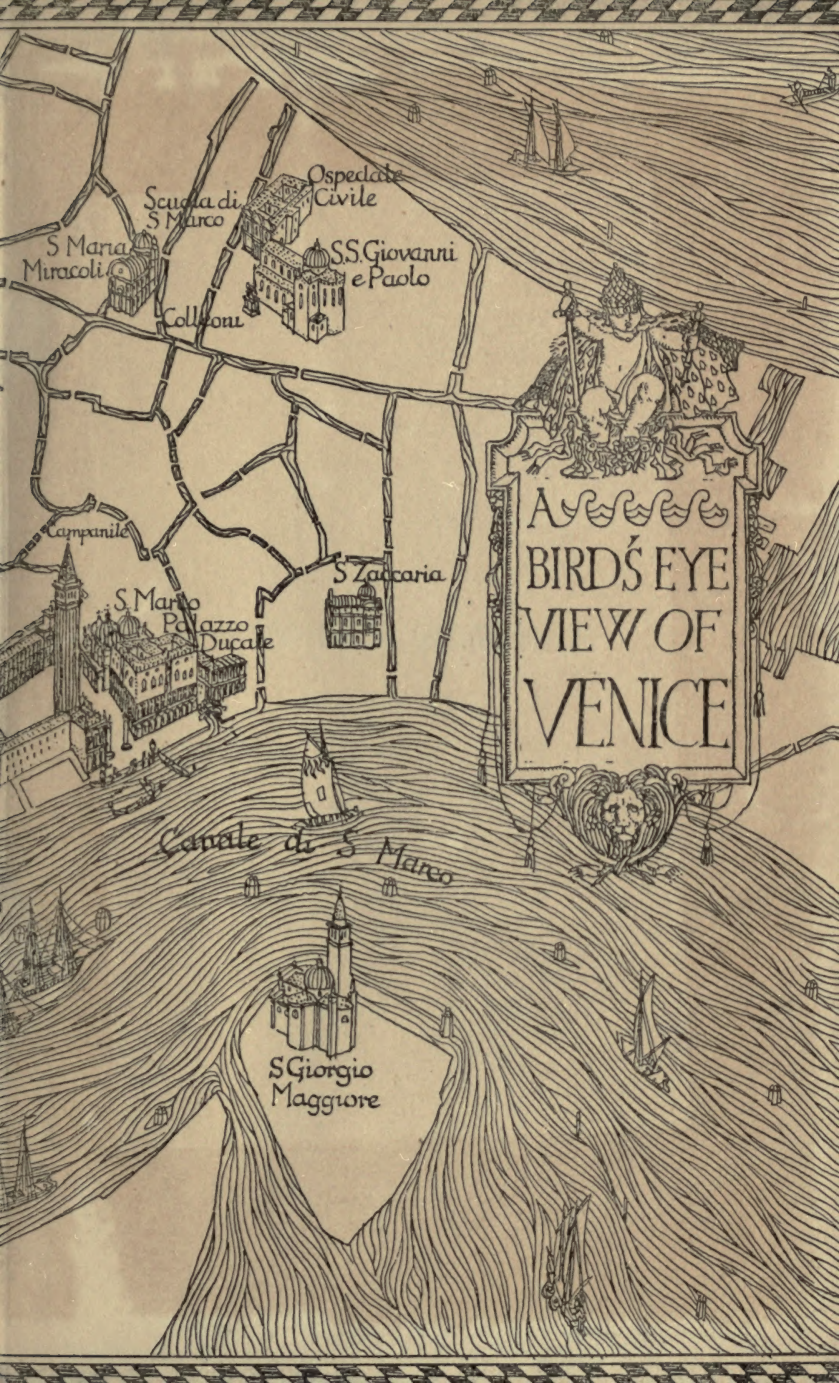 Ospedale
Civile
Scuola di
S Marco
S Maria
Miracoli
S.S.Giovanni
e Paolo
Colleoni
A
BIRD'S EYE
VIEW OF
VENICE
Campanile
S. Marco
Palazzo
Ducale
S Zaccaria
Canale di S Marco
S Giorgio
Maggiore